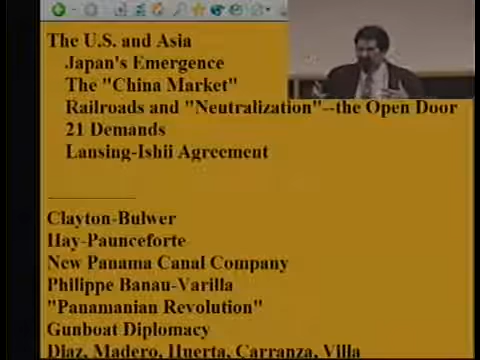 The U.S. and Asia
Japan's Emergence
The "China Market"
Railroads and "Neutralization"--the Open Door
21 Demands
Lansing-Ishii Agreement
Clayton-Bulwer
Hay-Paunceforte
New Panama Canal Company
Philippe Banau-Varilla
"Panamanian Revolution"
Gunboat Diplomacy
Diaz, Madero, Huerta, Carranza, Villa